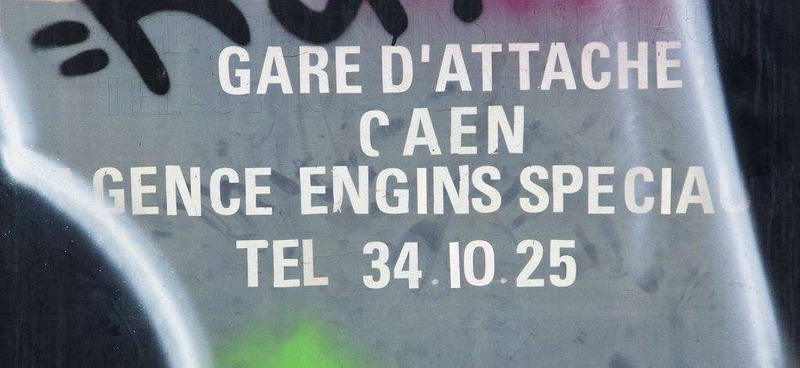 GARE D'ATTACHE
CAEN
GENCE ENGINS SPECIAU
TEL 34.10.25